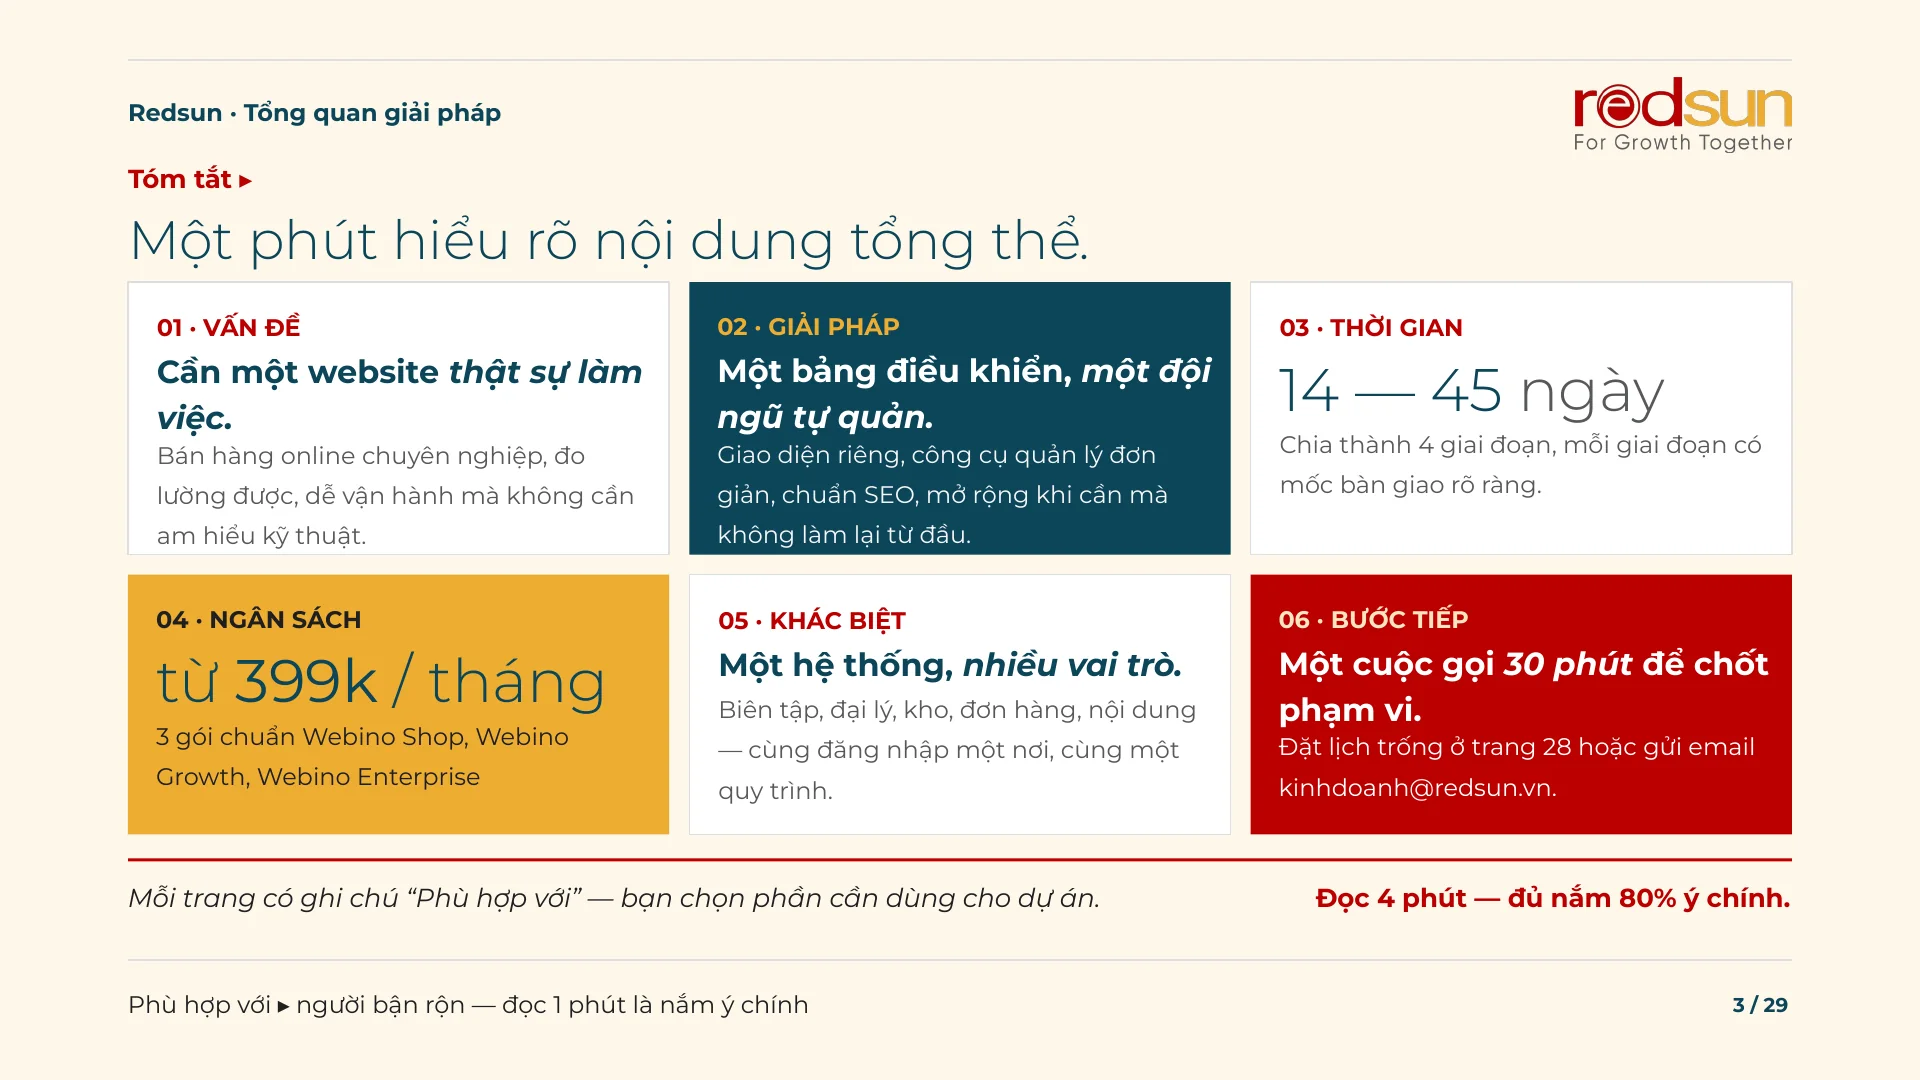 Redsun · Tổng quan giải pháp
redsun
For Growth Together
Tóm tắt ▸
Một phút hiểu rõ nội dung tổng thể.
01 · VẤN ĐỀ
Cần một website thật sự làm
việc.
Bán hàng online chuyên nghiệp, đo
lường được, dễ vận hành mà không cần
am hiểu kỹ thuật.
02 · GIẢI PHÁP
Một bảng điều khiển, một đội
ngũ tự quản.
Giao diện riêng, công cụ quản lý đơn
giản, chuẩn SEO, mở rộng khi cần mà
không làm lại từ đầu.
03 · THỜI GIAN
14 — 45 ngày
Chia thành 4 giai đoạn, mỗi giai đoạn có
mốc bàn giao rõ ràng.
04 · NGÂN SÁCH
từ 399k / tháng
3 gói chuẩn Webino Shop, Webino
Growth, Webino Enterprise
05 · KHÁC BIỆT
Một hệ thống, nhiều vai trò.
Biên tập, đại lý, kho, đơn hàng, nội dung
— cùng đăng nhập một nơi, cùng một
quy trình.
06 · BƯỚC TIẾP
Một cuộc gọi 30 phút để chốt
phạm vi.
Đặt lịch trống ở trang 28 hoặc gửi email
kinhdoanh@redsun.vn.
Mỗi trang có ghi chú “Phù hợp với” — bạn chọn phần cần dùng cho dự án.
Đọc 4 phút — đủ nắm 80% ý chính.
Phù hợp với ▸ người bận rộn — đọc 1 phút là nắm ý chính
3 / 29